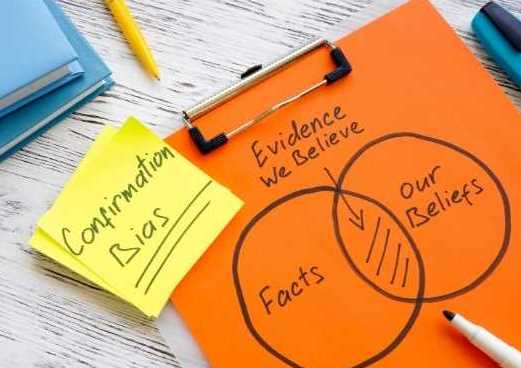 Confirmation
Bias
Evidence
We Believe
Our
Beliefs
Facts